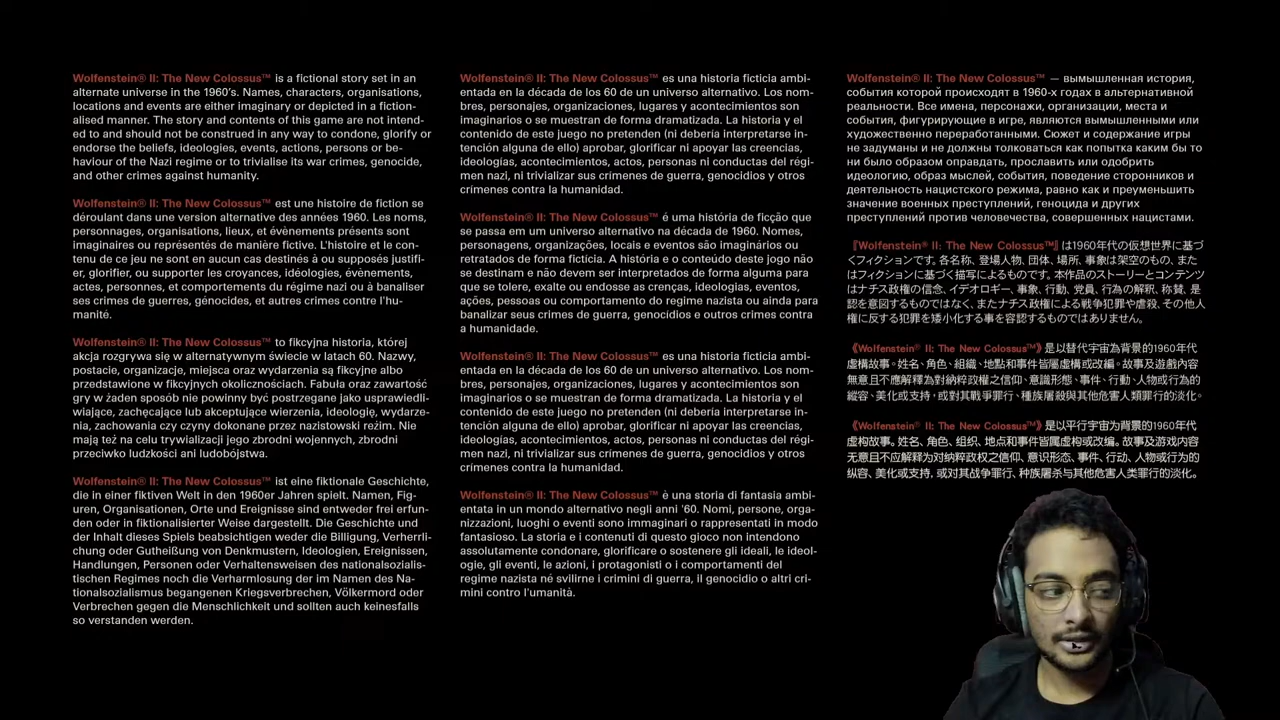 Wolfenstein® II: The New Colossus™ is a fictional story set in an
alternate universe in the 1960's. Names, characters, organisations,
locations and events are either imaginary or depicted in a fiction-
alised manner. The story and contents of this game are not intend-
ed to and should not be construed in any way to condone, glorify or
endorse the beliefs, ideologies, events, actions, persons or be-
haviour of the Nazi regime or to trivialise its war crimes, genocide,
and other crimes against humanity.
Wolfenstein® II: The New Colossus™ est une histoire de fiction se
déroulant dans une version alternative des années 1960. Les noms,
personnages, organisations, lieux, et évènements présents sont
imaginaires ou représentés de manière fictive. L'histoire et le con-
tenu de ce jeu ne sont en aucun cas destinés à ou supposés justifi-
er, glorifier, ou supporter les croyances, idéologies, évènements,
actes, personnes, et comportements du régime nazi ou à banaliser
ses crimes de guerres, génocides, et autres crimes contre l'hu-
manité.
Wolfenstein® II: The New Colossus™ to fikcyjna historia, której
akcja rozgrywa się w alternatywnym świecie w latach 60. Nazwy,
postacie, organizacje, miejsca oraz wydarzenia są fikcyjne albo
przedstawione w fikcyjnych okolicznościach. Fabuła oraz zawartość
gry w żaden sposób nie powinny być postrzegane jako usprawiedli-
wiające, zachęcające lub akceptujące wierzenia, ideologię, wydarze-
nia, zachowania czy czyny dokonane przez nazistowski reżim. Nie
mają też na celu trywializacji jego zbrodni wojennych, zbrodni
przeciwko ludzkości ani ludobójstwa.
Wolfenstein® II: The New Colossus™ ist eine fiktionale Geschichte,
die in einer fiktiven Welt in den 1960er Jahren spielt. Namen, Fig-
uren, Organisationen, Orte und Ereignisse sind entweder frei erfun-
den oder in fiktionalisierter Weise dargestellt. Die Geschichte und
der Inhalt dieses Spiels beabsichtigen weder die Billigung, Verherrli-
chung oder Gutheißung von Denkmustern, Ideologien, Ereignissen,
Handlungen, Personen oder Verhaltensweisen des nationalsozialis-
tischen Regimes noch die Verharmlosung der im Namen des Na-
tionalsozialismus begangenen Kriegsverbrechen, Völkermord oder
Verbrechen gegen die Menschlichkeit und sollten auch keinesfalls
so verstanden werden.
Wolfenstein® II: The New Colossus™ es una historia ficticia ambi-
entada en la década de los 60 de un universo alternativo. Los nom-
bres, personajes, organizaciones, lugares y acontecimientos son
imaginarios o se muestran de forma dramatizada. La historia y el
contenido de este juego no pretenden (ni debería interpretarse in-
tención alguna de ello) aprobar, glorificar ni apoyar las creencias,
ideologías, acontecimientos, actos, personas ni conductas del régi-
men nazi, ni trivializar sus crímenes de guerra, genocidios y otros
crímenes contra la humanidad.
Wolfenstein® II: The New Colossus™ é uma história de ficção que
se passa em um universo alternativo na década de 1960. Nomes,
personagens, organizações, locais e eventos são imaginários ou
retratados de forma fictícia. A história e o conteúdo deste jogo não
se destinam e não devem ser interpretados de forma alguma para
que se tolere, exalte ou endosse as crenças, ideologias, eventos,
ações, pessoas ou comportamento do regime nazista ou ainda para
banalizar seus crimes de guerra, genocídios e outros crimes contra
a humanidade.
Wolfenstein® II: The New Colossus™ es una historia ficticia ambi-
entada en la década de los 60 de un universo alternativo. Los nom-
bres, personajes, organizaciones, lugares y acontecimientos son
imaginarios o se muestran de forma dramatizada. La historia y el
contenido de este juego no pretenden (ni debería interpretarse in-
tención alguna de ello) aprobar, glorificar ni apoyar las creencias,
ideologías, acontecimientos, actos, personas ni conductas del régi-
men nazi, ni trivializar sus crímenes de guerra, genocidios y otros
crímenes contra la humanidad.
Wolfenstein® II: The New Colossus™ è una storia di fantasia ambi-
entata in un mondo alternativo negli anni '60. Nomi, persone, orga-
nizzazioni, luoghi o eventi sono immaginari o rappresentati in modo
fantasioso. La storia e i contenuti di questo gioco non intendono
assolutamente condonare, glorificare o sostenere gli ideali, le ideol-
ogie, gli eventi, le azioni, i protagonisti o i comportamenti del
regime nazista né svilirne i crimini di guerra, il genocidio o altri cri-
mini contro l'umanità.
Wolfenstein® II: The New Colossus™ — вымышленная история,
события которой происходят в 1960-х годах в альтернативной
реальности. Все имена, персонажи, организации, места и
события, фигурирующие в игре, являются вымышленными или
художественно переработанными. Сюжет и содержание игры
не задуманы и не должны толковаться как попытка каким бы то
ни было образом оправдать, прославить или одобрить
идеологию, образ мыслей, события, поведение сторонников и
деятельность нацистского режима, равно как и преуменьшить
значение военных преступлений, геноцида и других
преступлений против человечества, совершенных нацистами.
『Wolfenstein® II: The New Colossus™』は1960年代の仮想世界に基づ
くフィクションです。各名称、登場人物、団体、場所、事象は架空のもの、また
はフィクションに基づく描写によるものです。本作品のストーリーとコンテンツ
はナチス政権の信念、イデオロギー、事象、行動、党員、行為の解釈、称賛、是
認を意図するものではなく、またナチス政権による戦争犯罪や虐殺、その他人
権に反する犯罪を矮小化する事を容認するものではありません。
《Wolfenstein® II: The New Colossus™》是以替代宇宙為背景的1960年代
虛構故事。姓名、角色、組織、地點和事件皆屬虛構或改編。故事及遊戲內容
無意且不應解釋為對納粹政權之信仰、意識形態、事件、行動、人物或行為的
縱容、美化或支持，或對其戰爭罪行、種族屠殺與其他危害人類罪行的淡化。
《Wolfenstein® II: The New Colossus™》是以平行宇宙为背景的1960年代
虚构故事。姓名、角色、组织、地点和事件皆属虚构或改编。故事及游戏内容
无意且不应解释为对纳粹政权之信仰、意识形态、事件、行动、人物或行为的
纵容、美化或支持，或对其战争罪行、种族屠杀与其他危害人类罪行的淡化。